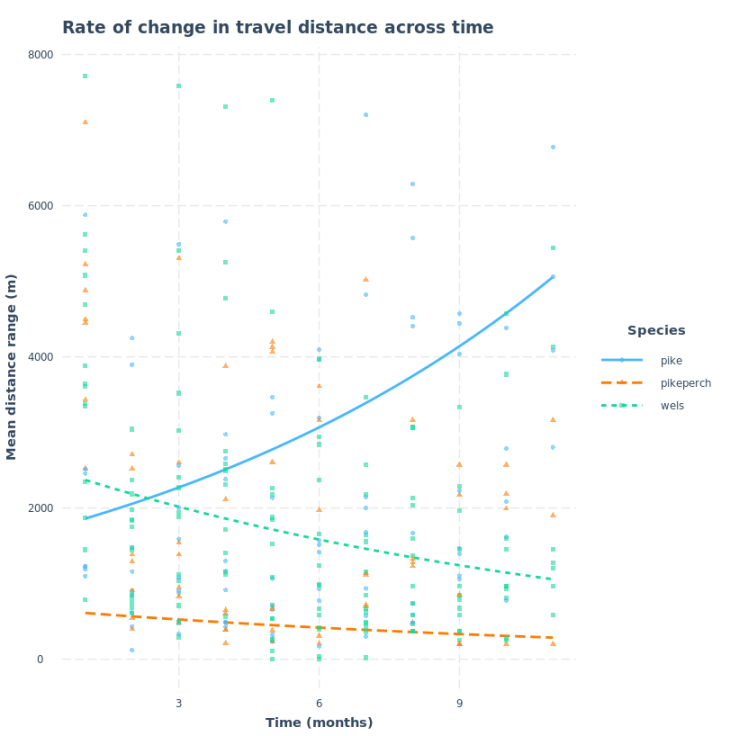 Rate of change in travel distance across time
8000
6000
4000
2000
0
Mean distance range (m)
3 6 9
Time (months)
Species
pike
pikeperch
wels